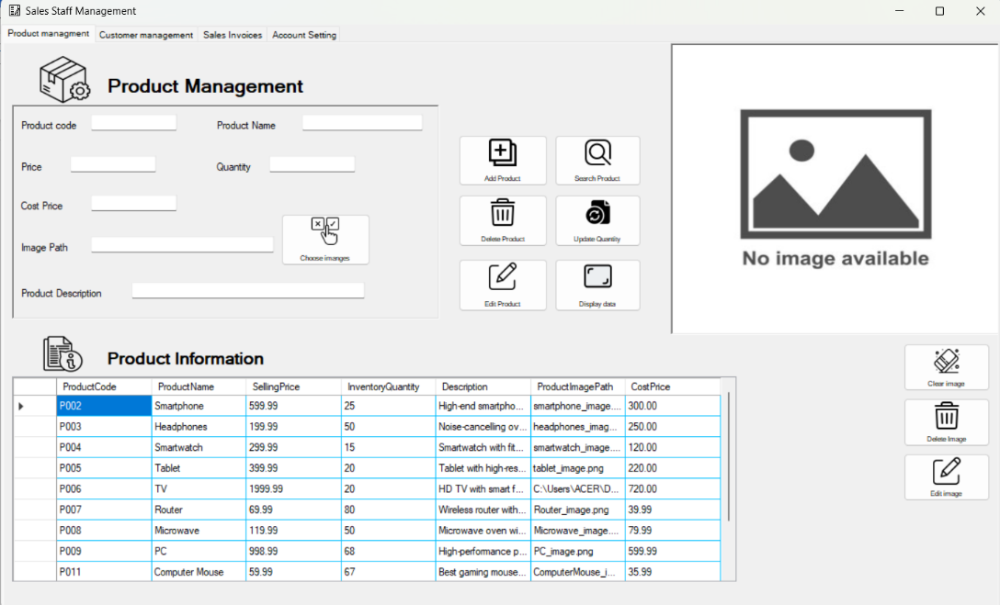 Sales Staff Management
Product managment Customer management Sales Invoices Account Setting
Product Management
Product code Product Name
Price Quantity
Cost Price
Image Path
Choose imanges
Product Description
Add Product Search Product
Delete Product Update Quantity
Edit Product Display data
No image available
Product Information
Clear image
Delete Image
Edit image
ProductCode ProductName SellingPrice InventoryQuantity Description ProductImagePath CostPrice
P002 Smartphone 599.99 25 High-end smartpho... smartphone_image.... 300.00
P003 Headphones 199.99 50 Noise-cancelling ov... headphones_imag... 250.00
P004 Smartwatch 299.99 15 Smartwatch with fit... smartwatch_image.... 120.00
P005 Tablet 399.99 20 Tablet with high-res... tablet_image.png 220.00
P006 TV 1999.99 20 HD TV with smart f... C:\Users\ACER\D... 720.00
P007 Router 69.99 80 Wireless router with... Router_image.png 39.99
P008 Microwave 119.99 50 Microwave oven wi... Microwave_image.... 79.99
P009 PC 998.99 68 High-performance p... PC_image.png 599.99
P011 Computer Mouse 59.99 67 Best gaming mouse... ComputerMouse_i... 35.99